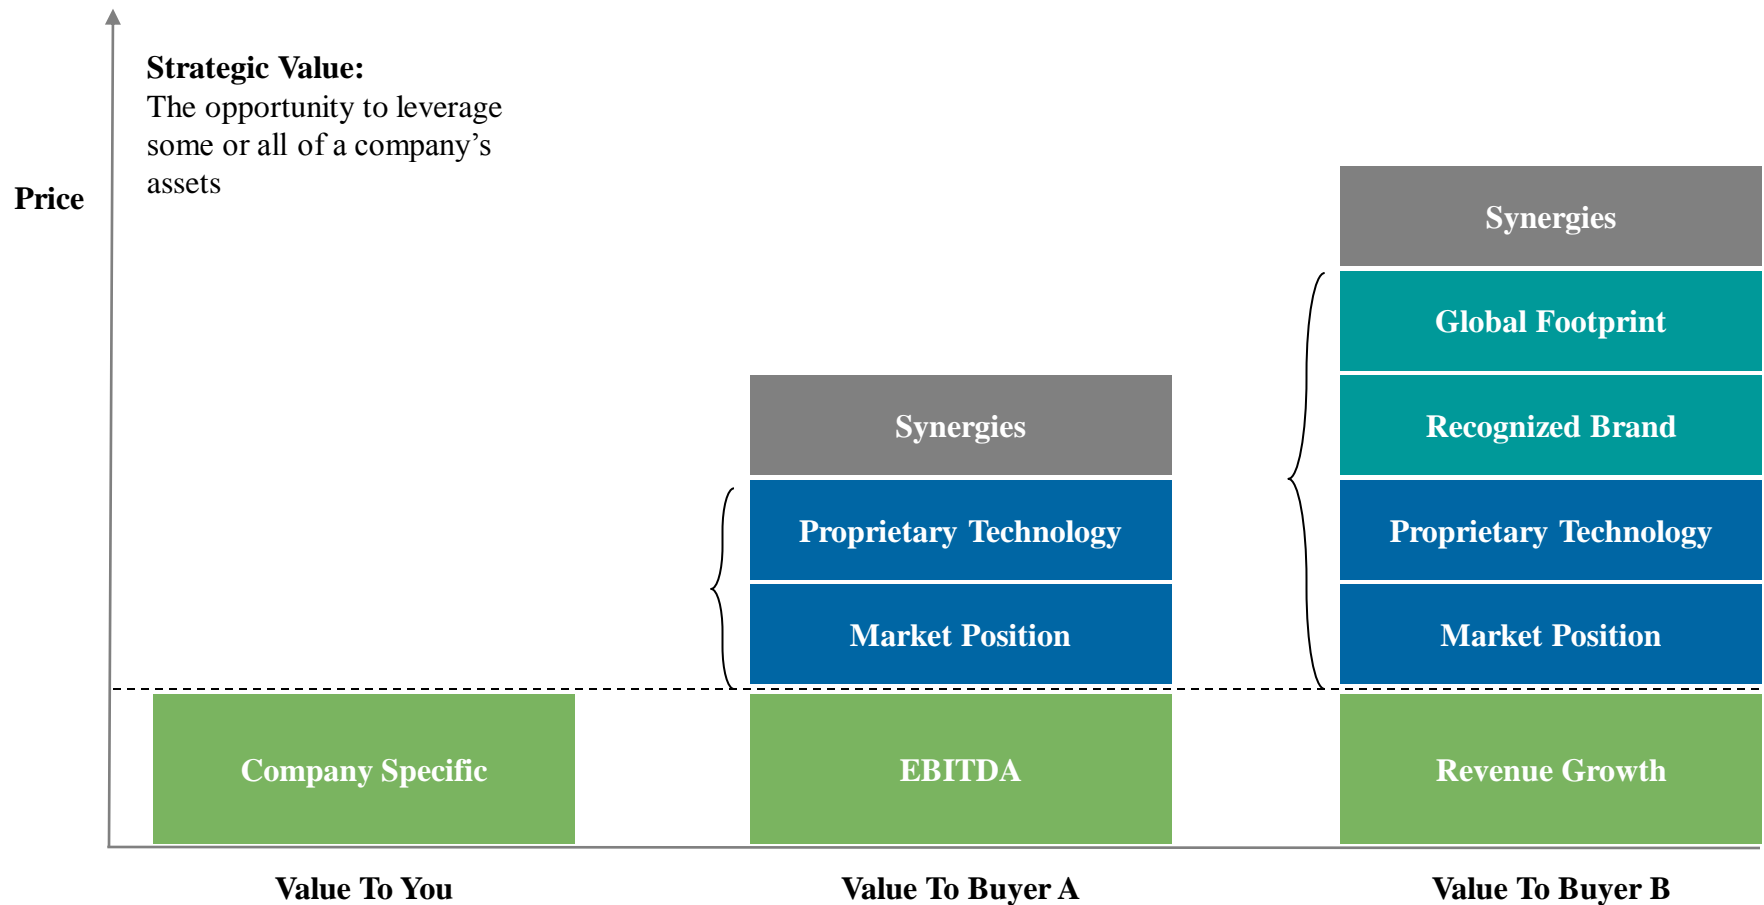 Strategic Value:
The opportunity to leverage
some or all of a company’s
assets
Price
Synergies
Global Footprint
Synergies
Recognized Brand
Proprietary Technology
Proprietary Technology
Market Position
Market Position
Company Specific
EBITDA
Revenue Growth
Value To You
Value To Buyer A
Value To Buyer B